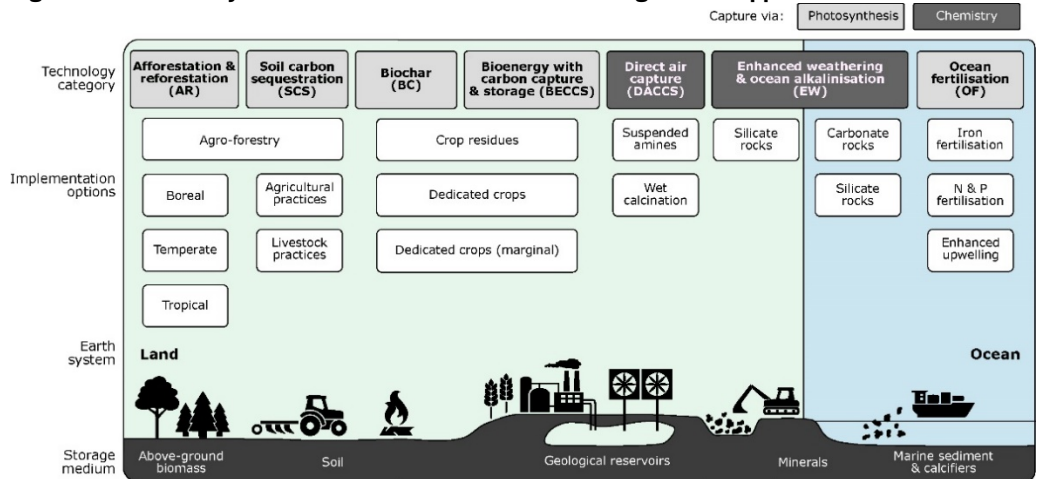 Capture via:
Photosynthesis
Chemistry
Technology
category
Afforestation &
reforestation
(AR)
Soil carbon
sequestration
(SCS)
Biochar
(BC)
Bioenergy with
carbon capture
& storage (BECCS)
Direct air
capture
(DACCS)
Enhanced weathering
& ocean alkalinisation
(EW)
Ocean
fertilisation
(OF)
Implementation
options
Agro-forestry
Crop residues
Suspended
amines
Silicate
rocks
Carbonate
rocks
Iron
fertilisation
Boreal
Agricultural
practices
Dedicated crops
Wet
calcination
Silicate
rocks
N & P
fertilisation
Temperate
Livestock
practices
Dedicated crops (marginal)
Enhanced
upwelling
Tropical
Earth
system
Land
Ocean
Storage
medium
Above-ground
biomass
Soil
Geological reservoirs
Minerals
Marine sediment
& calcifiers